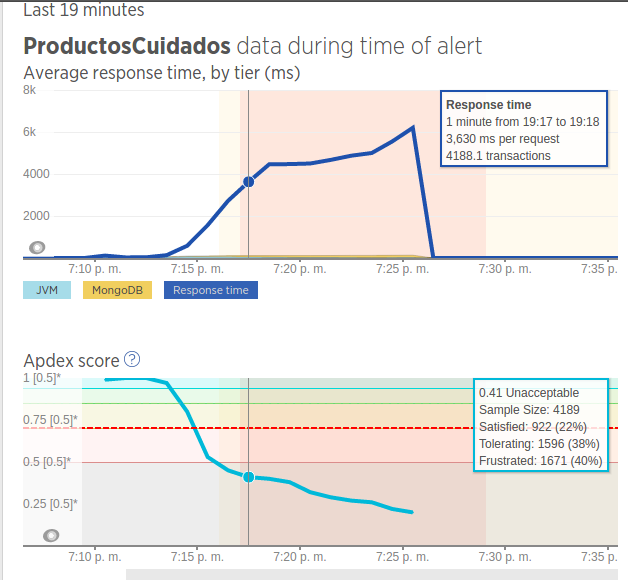 Last 19 minutes
ProductosCuidados data during time of alert
Average response time, by tier (ms)
8k
6k
4000
2000
Response time
1 minute from 19:17 to 19:18
3,630 ms per request
4188.1 transactions
7:10 p. m. 7:15 p. m. 7:20 p. m. 7:25 p. m. 7:30 p. m. 7:35 p.
JVM MongoDB Response time
Apdex score ?
1 [0.5]*
0.75 [0.5]*
0.5 [0.5]*
0.25 [0.5]*
0.41 Unacceptable
Sample Size: 4189
Satisfied: 922 (22%)
Tolerating: 1596 (38%)
Frustrated: 1671 (40%)
7:10 p. m. 7:15 p. m. 7:20 p. m. 7:25 p. m. 7:30 p. m. 7:35 p.